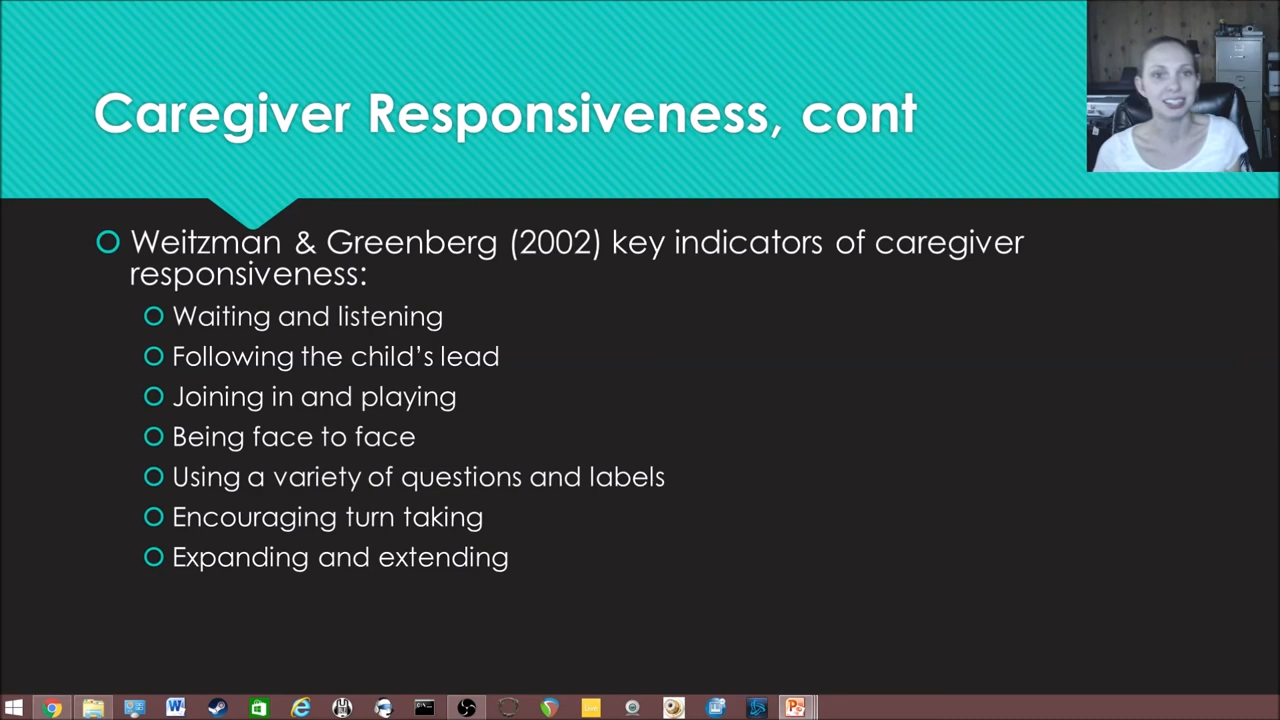 Caregiver Responsiveness, cont
Weitzman & Greenberg (2002) key indicators of caregiver
responsiveness:
Waiting and listening
Following the child's lead
Joining in and playing
Being face to face
Using a variety of questions and labels
Encouraging turn taking
Expanding and extending